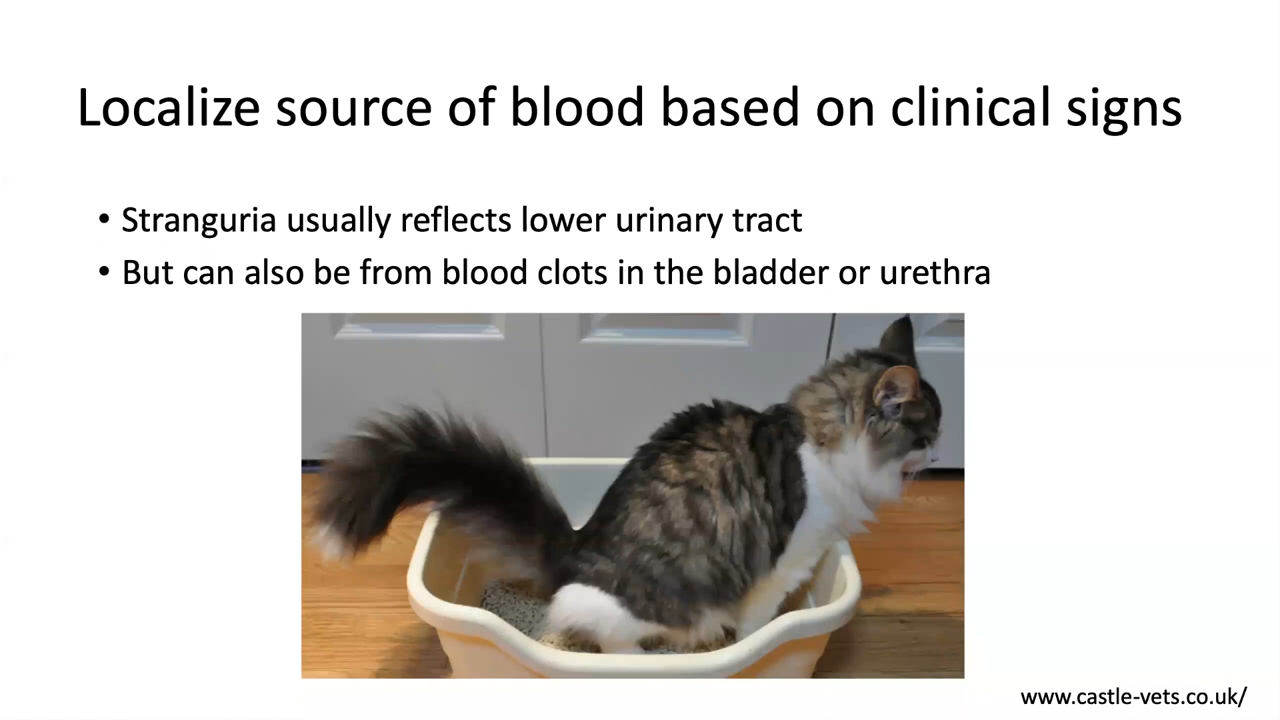 Localize source of blood based on clinical signs
• Stranguria usually reflects lower urinary tract
• But can also be from blood clots in the bladder or urethra
www.castle-vets.co.uk/